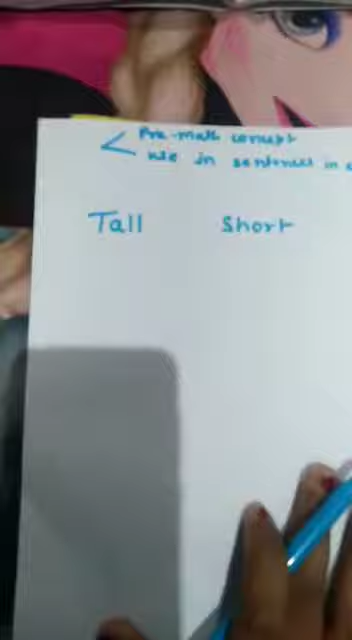 Pre-math concept
use in sentences in
Tall Short